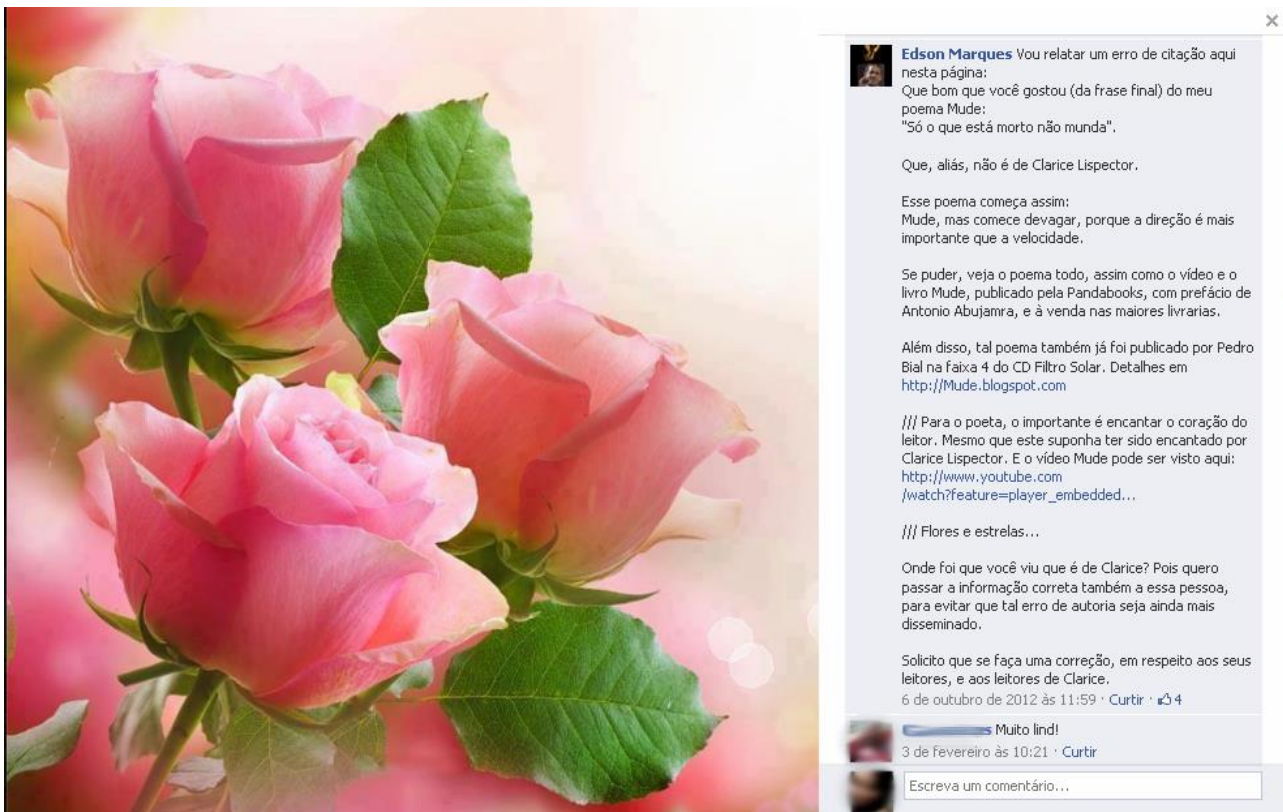 ×
Edson Marques Vou relatar um erro de citação aqui
nesta página:
Que bom que você gostou (da frase final) do meu
poema Mude:
"Só o que está morto não munda".
Que, aliás, não é de Clarice Lispector.
Esse poema começa assim:
Mude, mas comece devagar, porque a direção é mais
importante que a velocidade.
Se puder, veja o poema todo, assim como o vídeo e o
livro Mude, publicado pela Pandabooks, com prefácio de
Antonio Abujamra, e à venda nas maiores livrarias.
Além disso, tal poema também já foi publicado por Pedro
Bial na faixa 4 do CD Filtro Solar. Detalhes em
http://Mude.blogspot.com
/// Para o poeta, o importante é encantar o coração do
leitor. Mesmo que este suponha ter sido encantado por
Clarice Lispector. E o vídeo Mude pode ser visto aqui:
http://www.youtube.com
/watch?feature=player_embedded...
/// Flores e estrelas...
Onde foi que você viu que é de Clarice? Pois quero
passar a informação correta também a essa pessoa,
para evitar que tal erro de autoria seja ainda mais
disseminado.
Solicito que se faça uma correção, em respeito aos seus
leitores, e aos leitores de Clarice.
6 de outubro de 2012 às 11:59 · Curtir · 4
Muito lind!
3 de fevereiro às 10:21 · Curtir
Escreva um comentário...